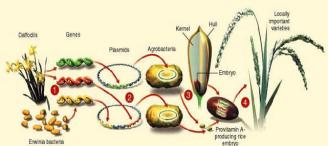 Daffodils
Genes
Plasmids
Agrobacteria
Kernel
Hull
Locally
important
varieties
Embryo
1
2
3
4
Erwinia bacteria
Provitamin A-
producing rice
embryo